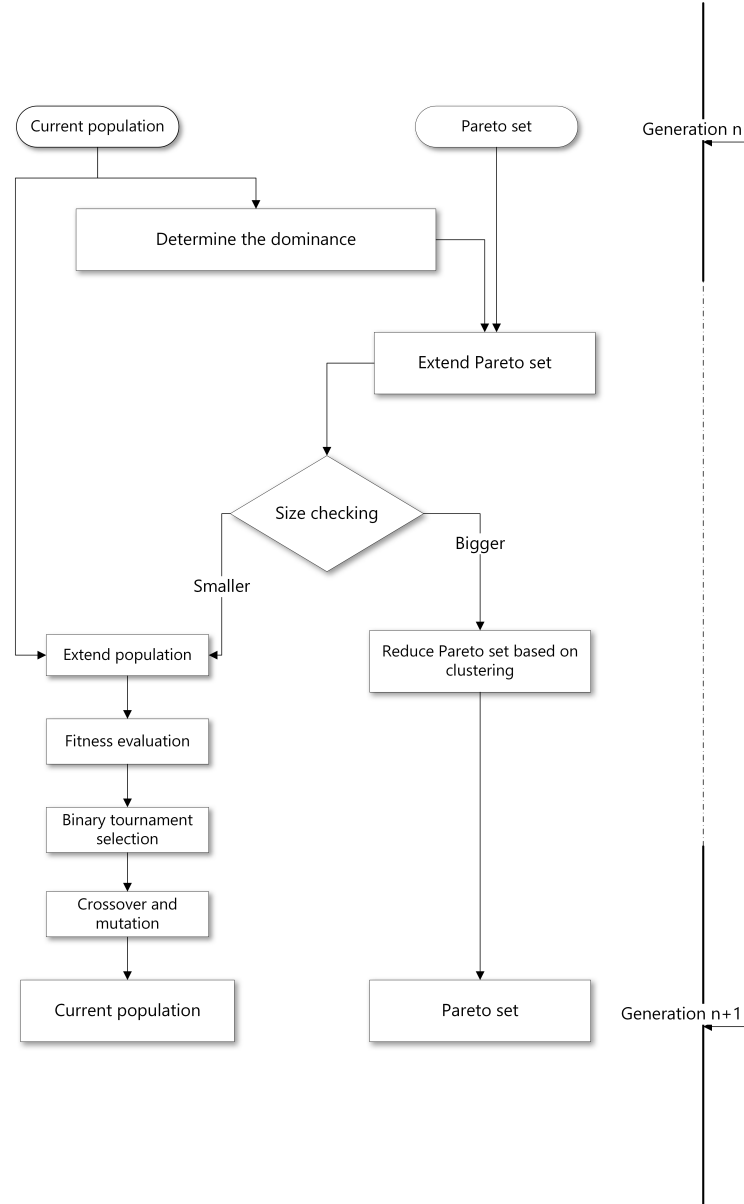 Current population
Pareto set
Generation n
Determine the dominance
Extend Pareto set
Size checking
Bigger
Smaller
Extend population
Reduce Pareto set based on
clustering
Fitness evaluation
Binary tournament
selection
Crossover and
mutation
Current population
Pareto set
Generation n+1